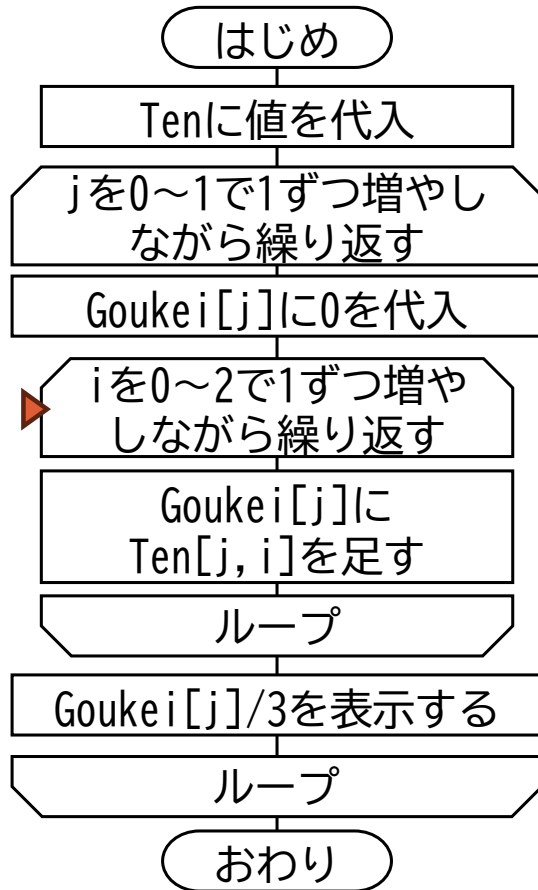 はじめ
Tenに値を代入
jを0～1で1ずつ増やし
ながら繰り返す
Goukei[j]に0を代入
iを0～2で1ずつ増や
しながら繰り返す
Goukei[j]に
Ten[j,i]を足す
ループ
Goukei[j]/3を表示する
ループ
おわり